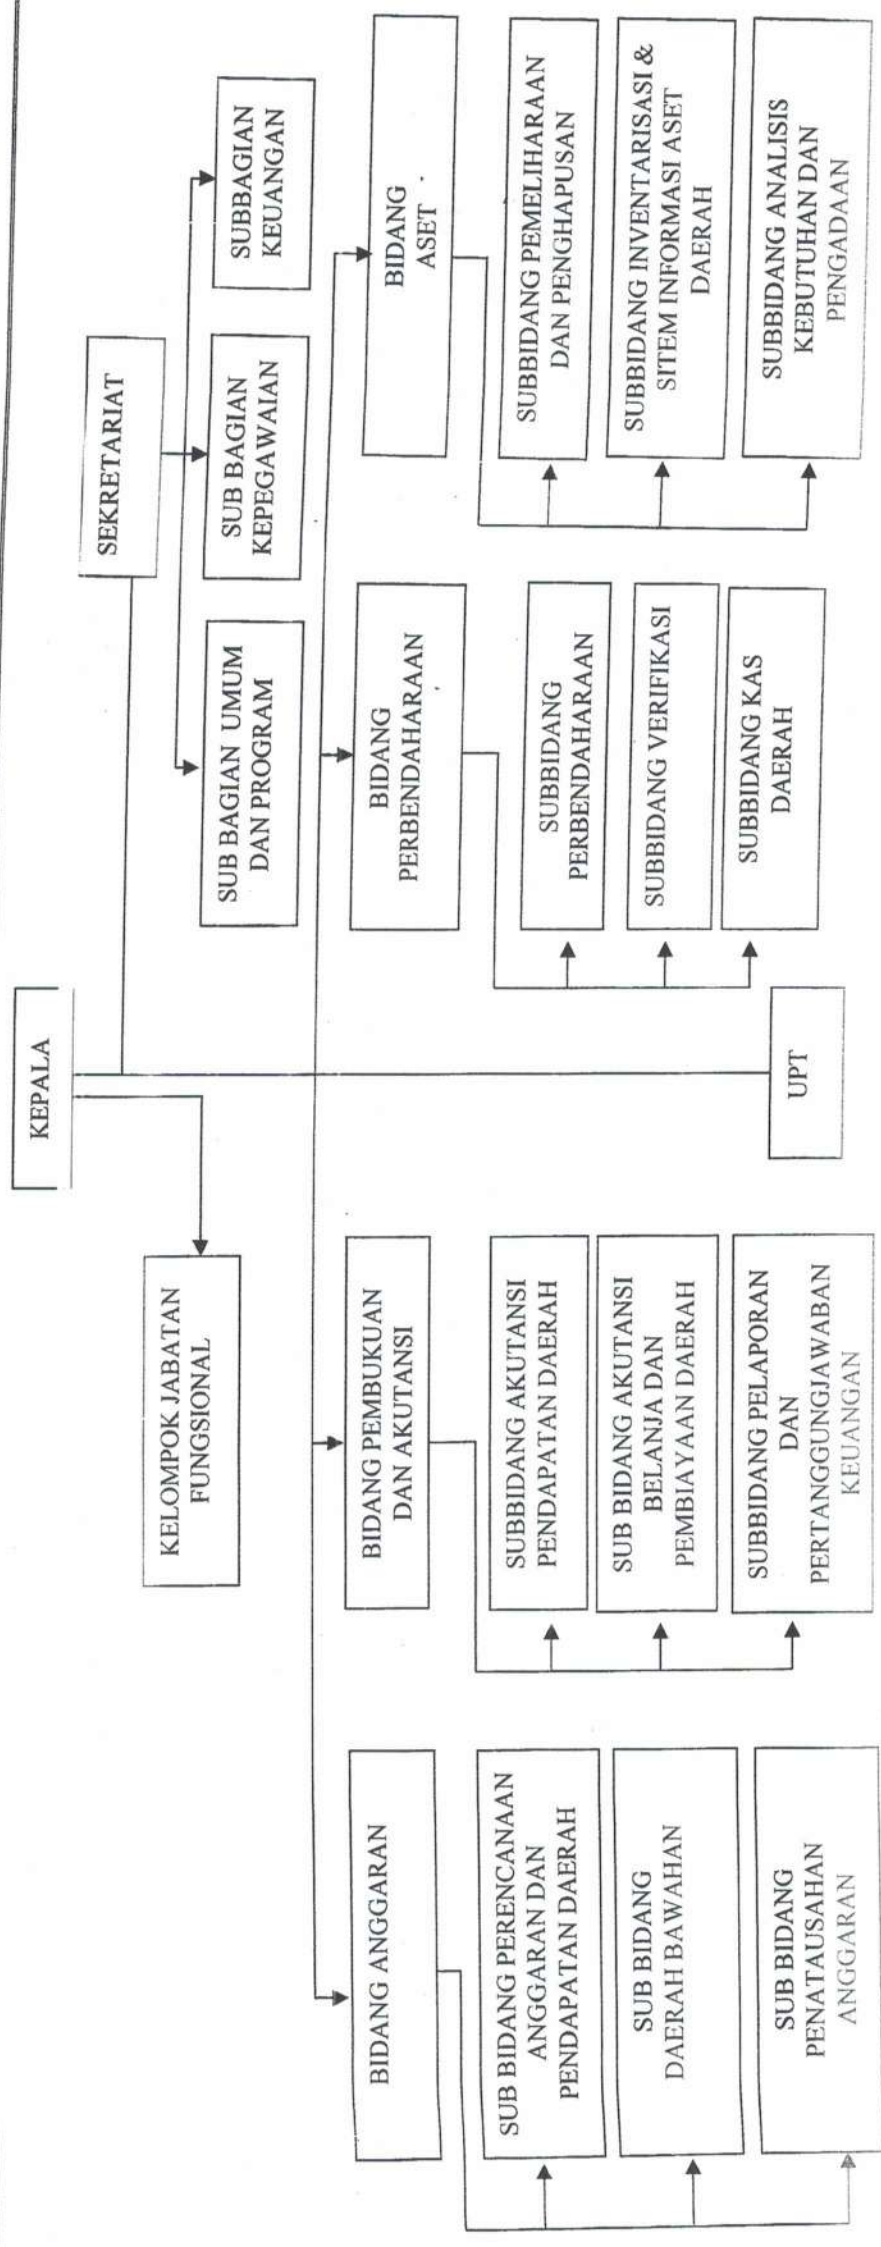 KEPALA
SEKRETARIAT
KELOMPOK JABATAN
FUNGSIONAL
SUB BAGIAN UMUM
DAN PROGRAM
SUB BAGIAN
KEPEGAWAIAN
SUBBAGIAN
KEUANGAN
BIDANG ANGGARAN
SUB BIDANG PERENCANAAN
ANGGARAN DAN
PENDAPATAN DAERAH
SUB BIDANG
DAERAH BAWAHAN
SUB BIDANG
PENATAUSAHAN
ANGGARAN
BIDANG PEMBUKUAN
DAN AKUTANSI
SUBBIDANG AKUTANSI
PENDAPATAN DAERAH
SUB BIDANG AKUTANSI
BELANJA DAN
PEMBIAYAAN DAERAH
SUBBIDANG PELAPORAN
DAN
PERTANGGUNGJAWABAN
KEUANGAN
BIDANG
PERBENDAHARAAN
SUBBIDANG
PERBENDAHARAAN
SUBBIDANG VERIFIKASI
SUBBIDANG KAS
DAERAH
BIDANG
ASET
SUBBIDANG PEMELIHARAAN
DAN PENGHAPUSAN
SUBBIDANG INVENTARISASI &
SITEM INFORMASI ASET
DAERAH
SUBBIDANG ANALISIS
KEBUTUHAN DAN
PENGADAAN
UPT